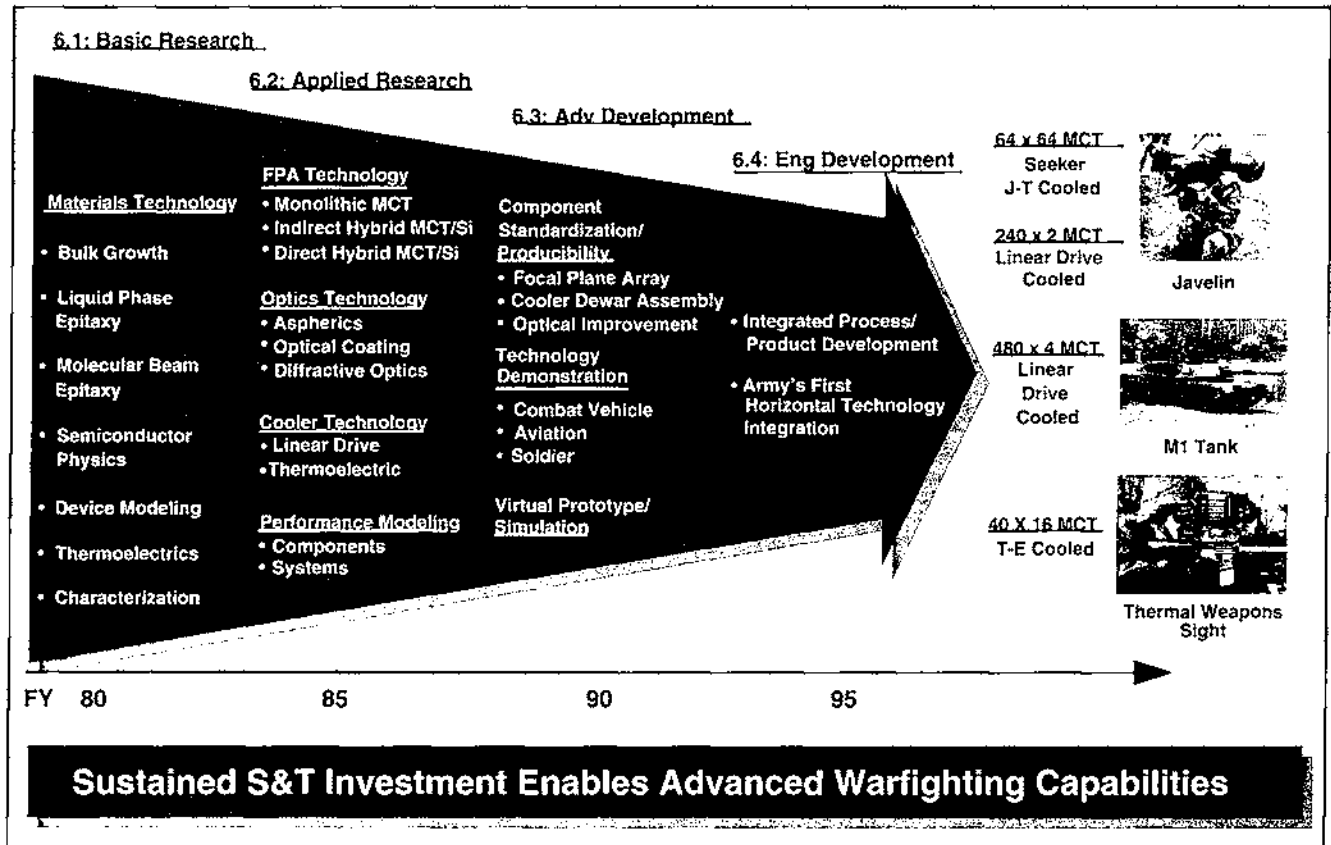 6.1: Basic Research
6.2: Applied Research
6.3: Adv Development
6.4: Eng Development
Materials Technology
• Bulk Growth
• Liquid Phase
Epitaxy
• Molecular Beam
Epitaxy
• Semiconductor
Physics
• Device Modeling
• Thermoelectrics
• Characterization
FPA Technology
• Monolithic MCT
• Indirect Hybrid MCT/Si
• Direct Hybrid MCT/Si
Optics Technology
• Aspherics
• Optical Coating
• Diffractive Optics
Cooler Technology
• Linear Drive
•Thermoelectric
Performance Modeling
• Components
• Systems
Component
Standardization/
Producibility
• Focal Plane Array
• Cooler Dewar Assembly
• Optical Improvement
Technology
Demonstration
• Combat Vehicle
• Aviation
• Soldier
Virtual Prototype/
Simulation
• Integrated Process/
Product Development
• Army's First
Horizontal Technology
Integration
64 x 64 MCT
Seeker
J-T Cooled
240 x 2 MCT
Linear Drive
Cooled
Javelin
480 x 4 MCT
Linear
Drive
Cooled
M1 Tank
40 X 16 MCT
T-E Cooled
Thermal Weapons
Sight
FY 80 85 90 95
Sustained S&T Investment Enables Advanced Warfighting Capabilities